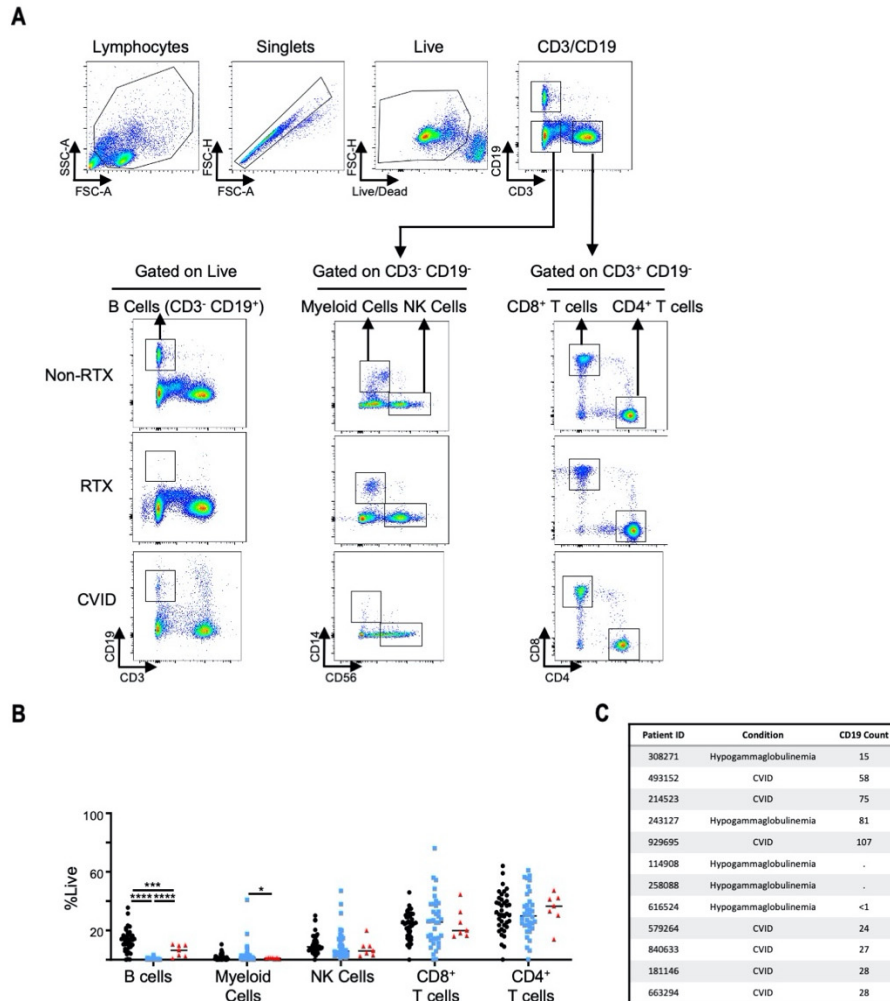 A
Lymphocytes Singlets Live CD3/CD19
SSC-A FSC-H FSC-H CD19
FSC-A FSC-A Live/Dead CD3
Gated on Live Gated on CD3- CD19- Gated on CD3+ CD19-
B Cells (CD3- CD19+) Myeloid Cells NK Cells CD8+ T cells CD4+ T cells
Non-RTX
RTX
CVID
CD19 CD14 CD8
CD3 CD56 CD4
B
%Live
100
60
20
*** * 
**** ****
B cells Myeloid Cells NK Cells CD8+ T cells CD4+ T cells
C
Patient ID Condition CD19 Count
308271 Hypogammaglobulinemia 15
493152 CVID 58
214523 CVID 75
243127 Hypogammaglobulinemia 81
929695 CVID 107
114908 Hypogammaglobulinemia .
258088 Hypogammaglobulinemia .
616524 Hypogammaglobulinemia <1
579264 CVID 24
840633 CVID 27
181146 CVID 28
663294 CVID 28